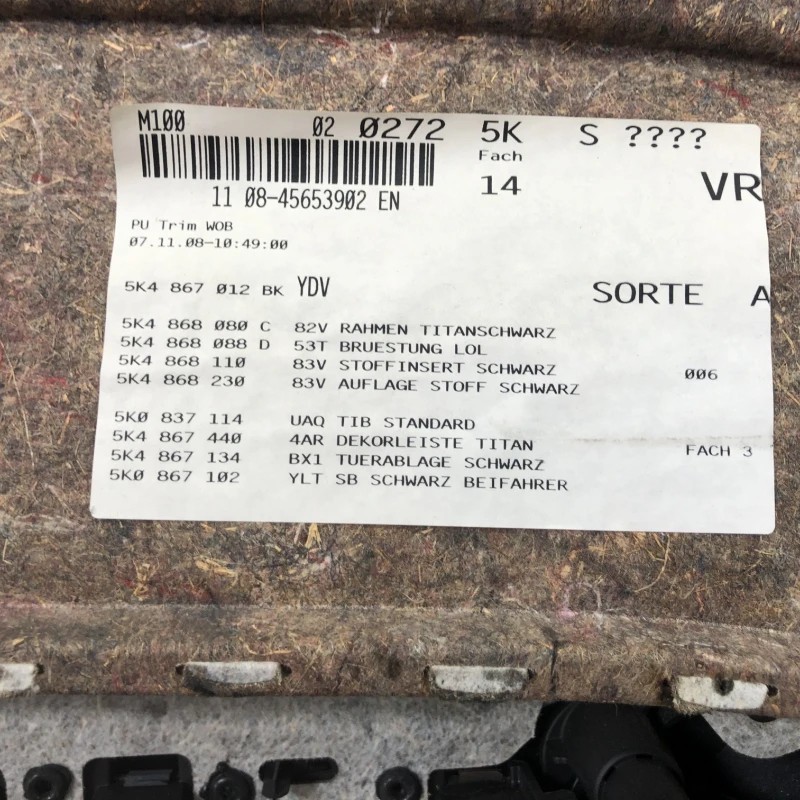 M100 02 0272 5K S ????
Fach
14 VR
11 08-45653902 EN
PU Trim WOB
07.11.08-10:49:00
5K4 867 012 BK YDV SORTE A
5K4 868 080 C 82V RAHMEN TITANSCHWARZ
5K4 868 088 D 53T BRUESTUNG LOL
5K4 868 110 83V STOFFINSERT SCHWARZ 006
5K4 868 230 83V AUFLAGE STOFF SCHWARZ
5K0 837 114 UAQ TIB STANDARD
5K4 867 440 4AR DEKORLEISTE TITAN FACH 3
5K4 867 134 BX1 TUERABLAGE SCHWARZ
5K0 867 102 YLT SB SCHWARZ BEIFAHRER